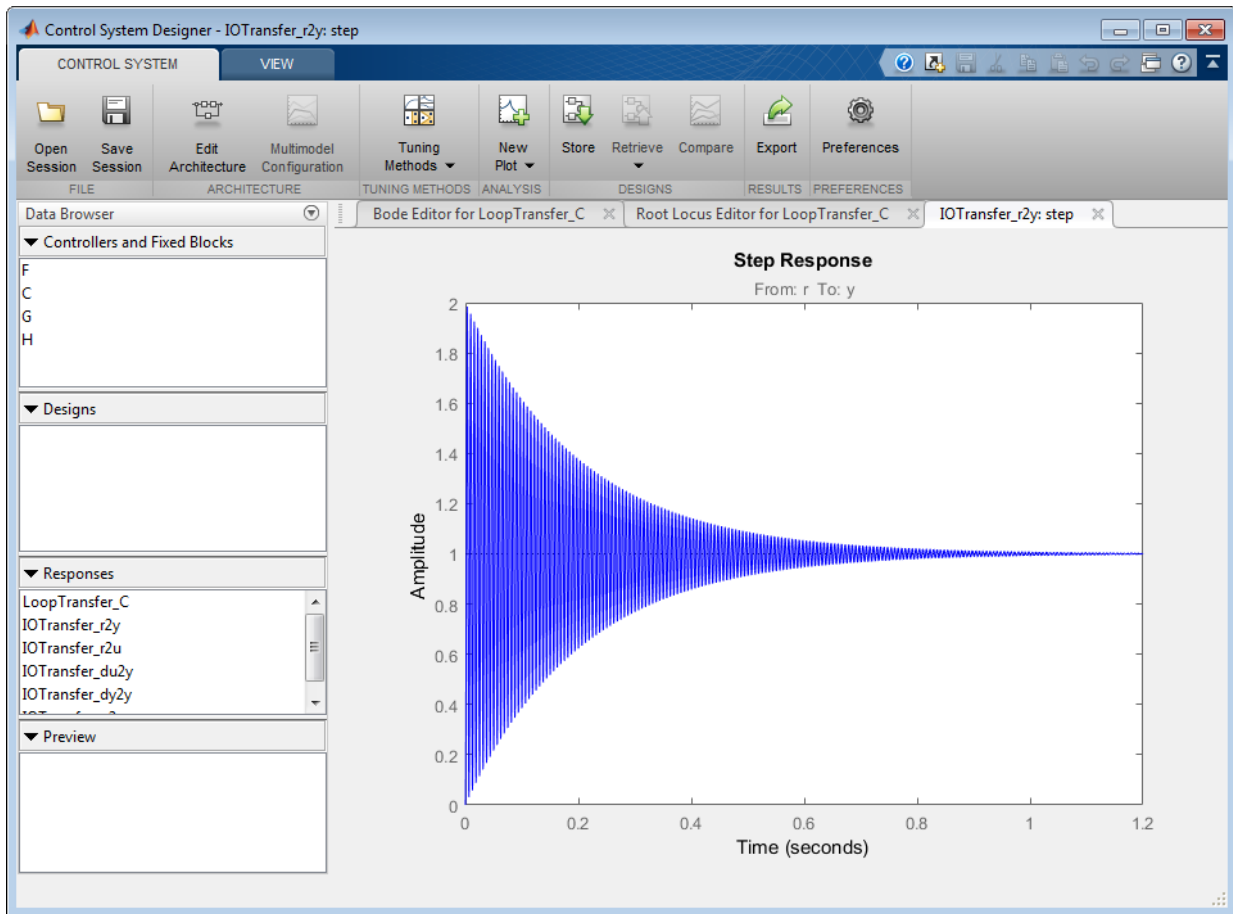 Control System Designer - IOTransfer_r2y: step
CONTROL SYSTEM
VIEW
Open Session
Save Session
Edit Architecture
Multimodel Configuration
Tuning Methods
New Plot
Store
Retrieve
Compare
Export
Preferences
FILE
ARCHITECTURE
TUNING METHODS
ANALYSIS
DESIGNS
RESULTS
PREFERENCES
Data Browser
Controllers and Fixed Blocks
F
C
G
H
Designs
Responses
LoopTransfer_C
IOTransfer_r2y
IOTransfer_r2u
IOTransfer_du2y
IOTransfer_dy2y
Preview
Bode Editor for LoopTransfer_C
Root Locus Editor for LoopTransfer_C
IOTransfer_r2y: step
Step Response
From: r To: y
Amplitude
2
1.8
1.6
1.4
1.2
1
0.8
0.6
0.4
0.2
0
0
0.2
0.4
0.6
0.8
1
1.2
Time (seconds)